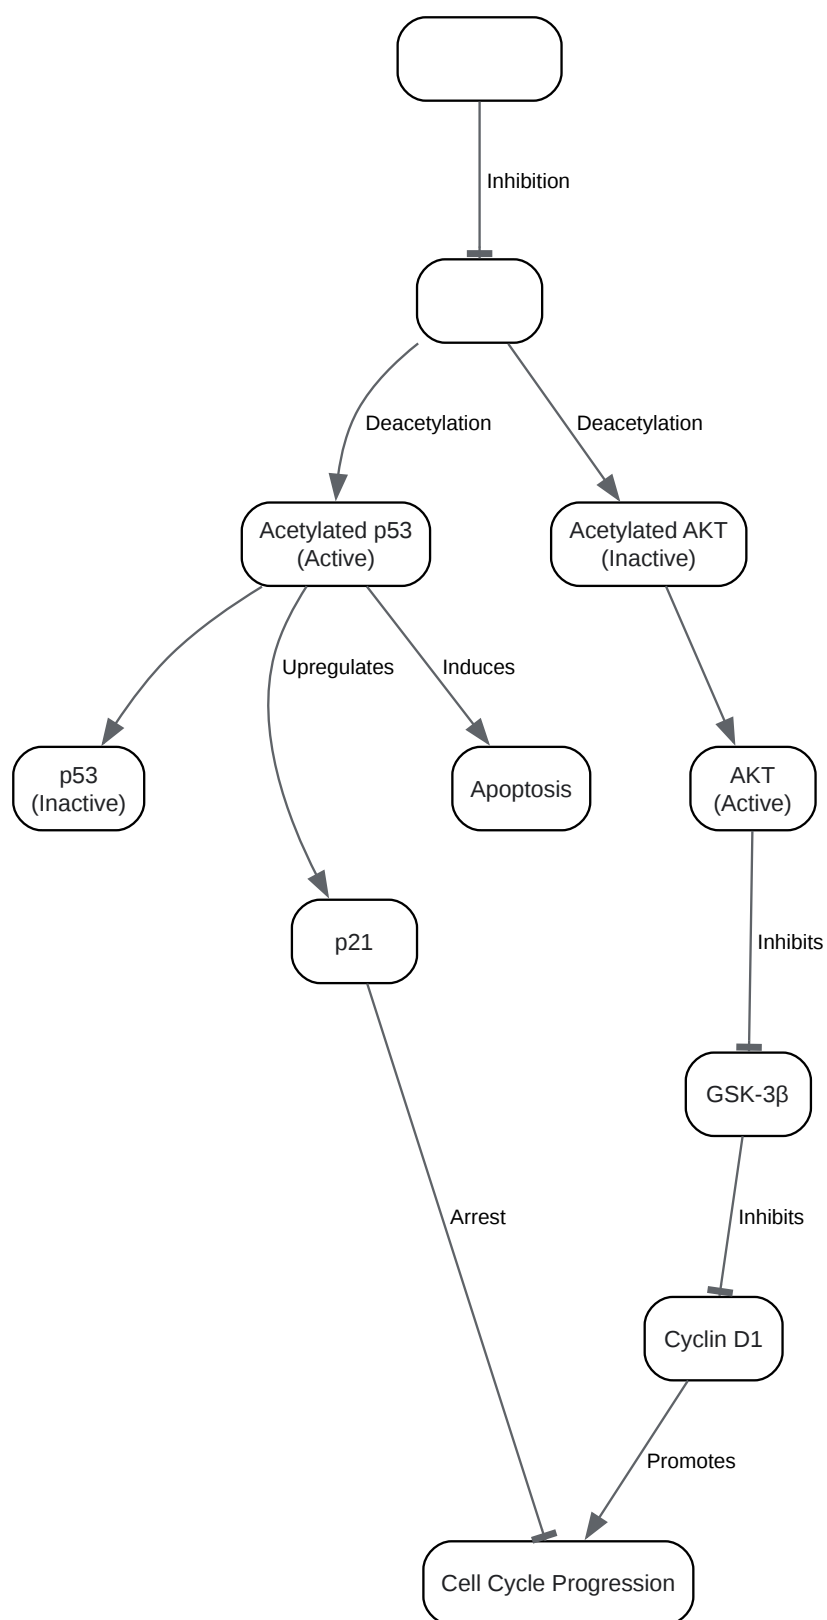 Inhibition
Deacetylation
Deacetylation
Acetylated p53
(Active)
Acetylated AKT
(Inactive)
Upregulates
Induces
p53
(Inactive)
Apoptosis
AKT
(Active)
p21
Inhibits
GSK-3β
Arrest
Inhibits
Cyclin D1
Promotes
Cell Cycle Progression